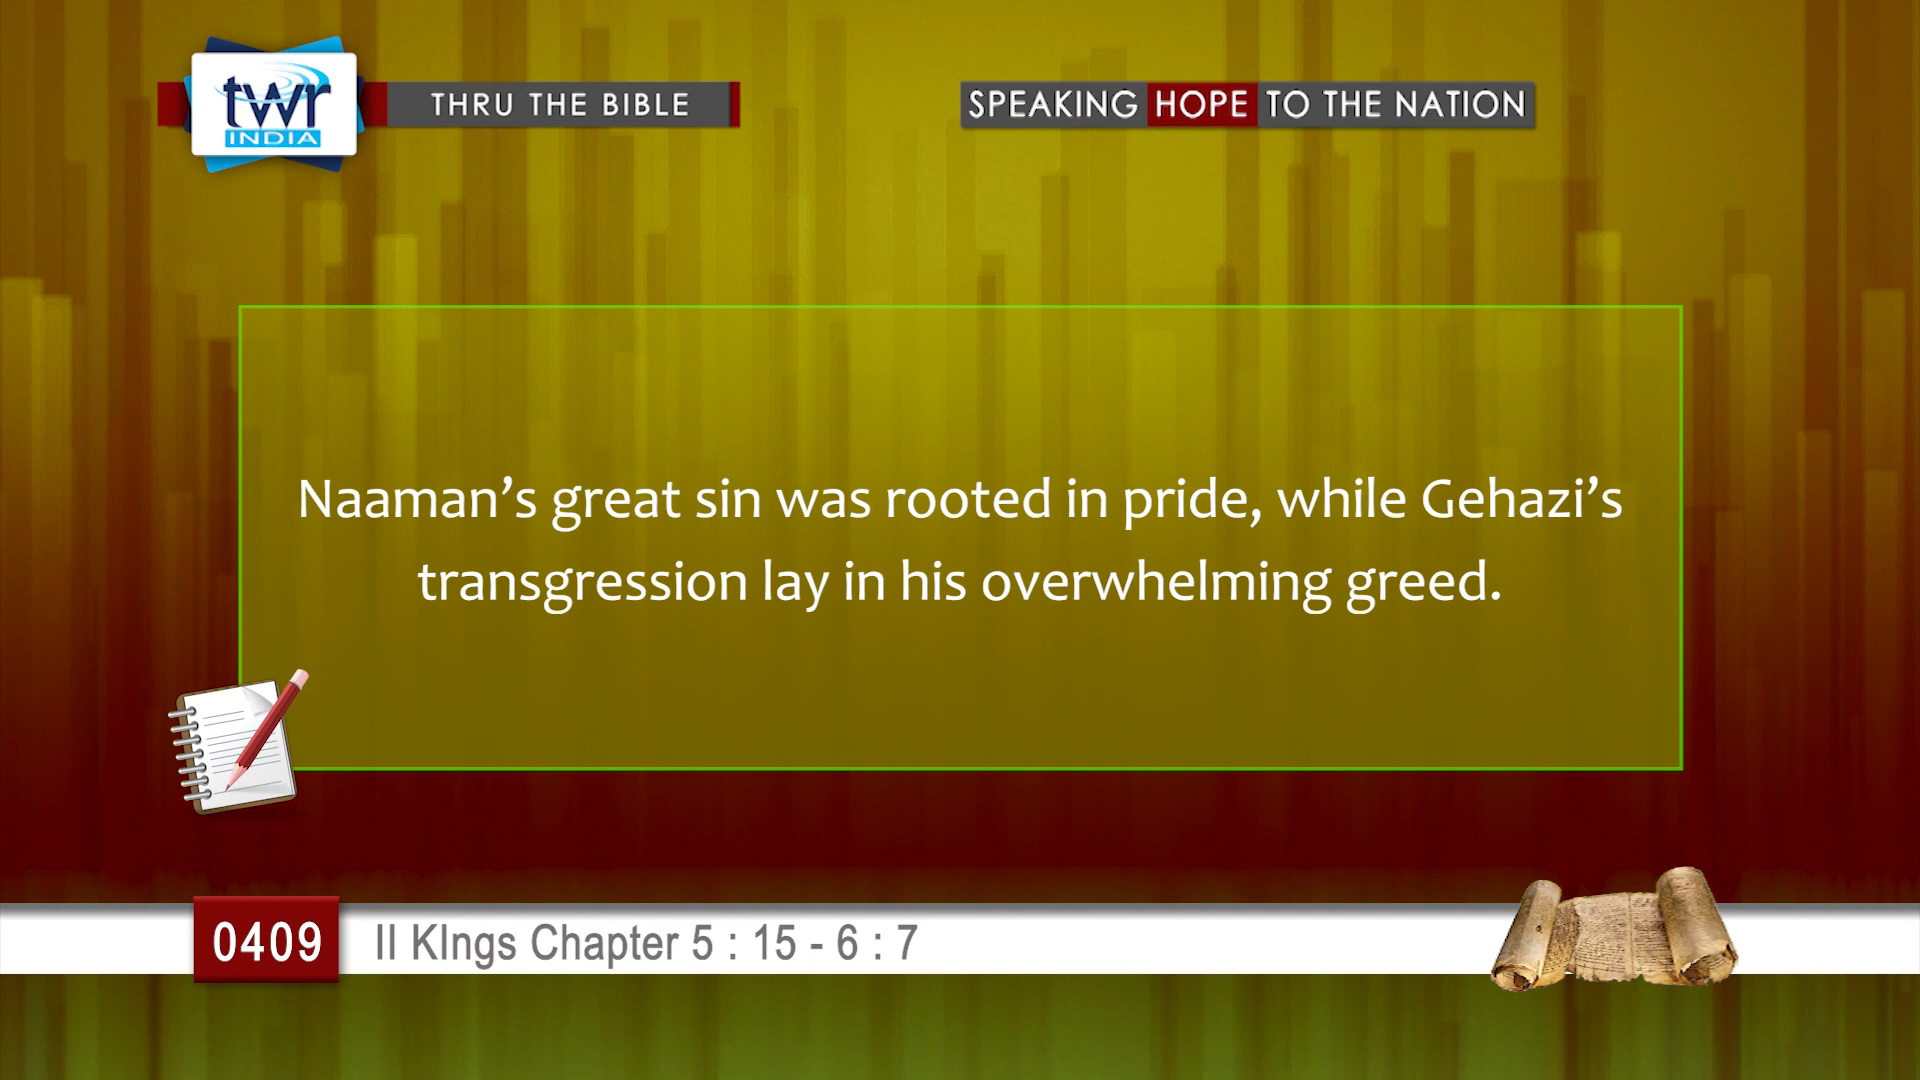 twr
INDIA
THRU THE BIBLE
SPEAKING HOPE TO THE NATION
Naaman’s great sin was rooted in pride, while Gehazi’s
transgression lay in his overwhelming greed.
0409
II KIngs Chapter 5 : 15 - 6 : 7